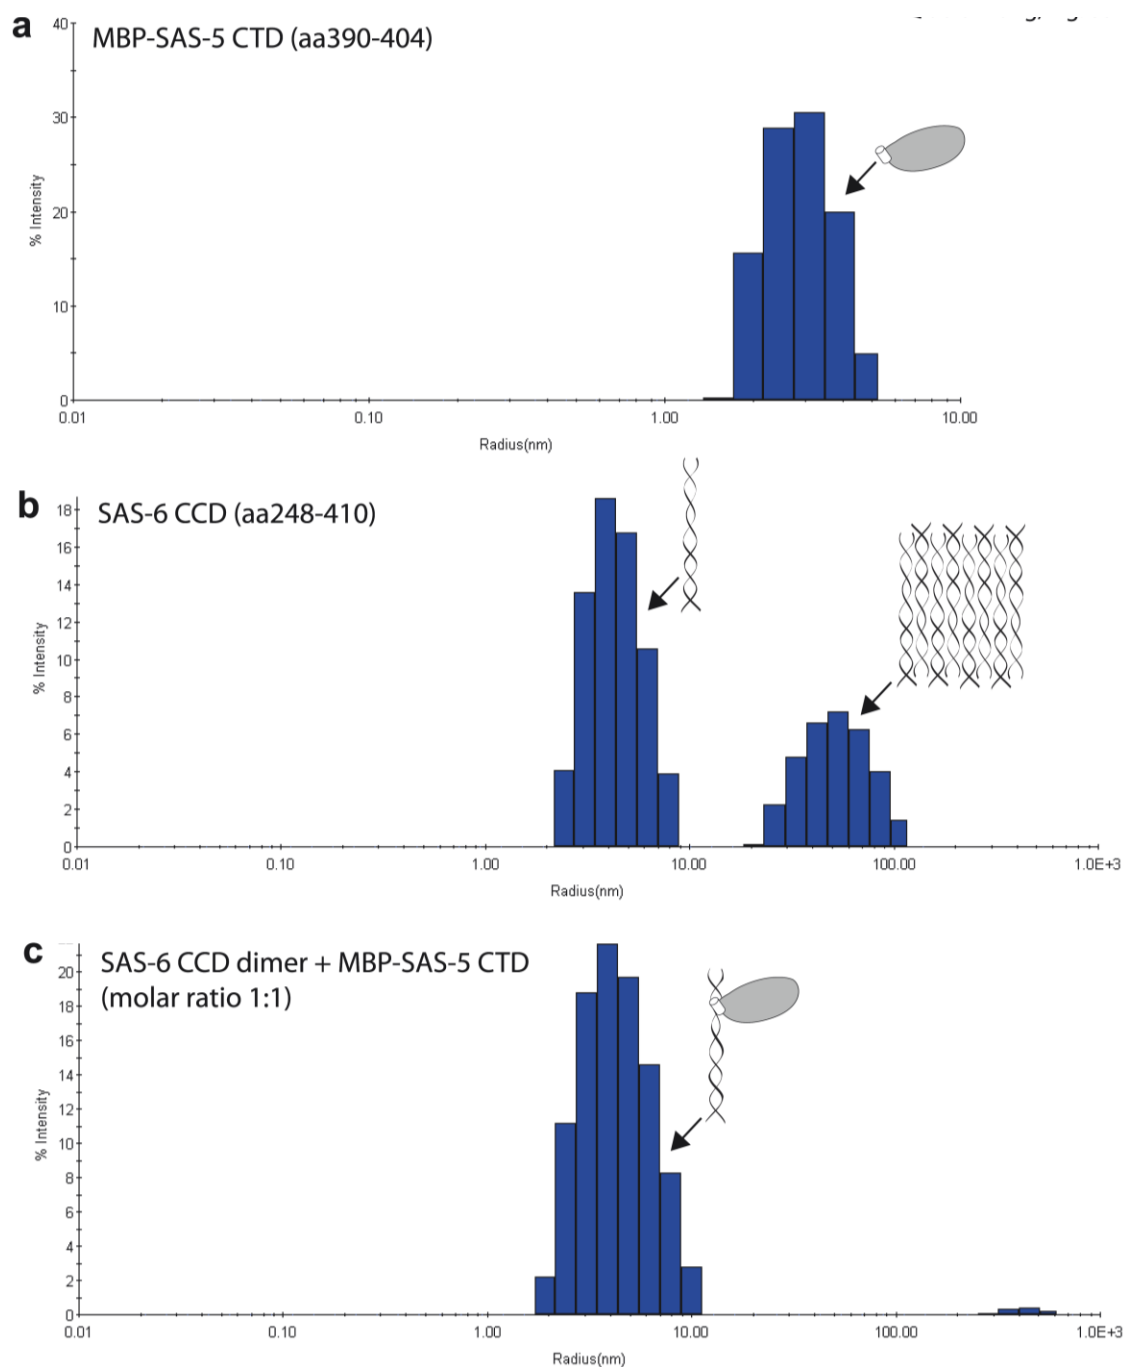 a
MBP-SAS-5 CTD (aa390-404)
40
30
20
10
0
% Intensity
0.01 0.10 1.00 10.00
Radius(nm)
b
SAS-6 CCD (aa248-410)
18
16
14
12
10
8
6
4
2
0
% Intensity
0.01 0.10 1.00 10.00 100.00 1.0E+3
Radius(nm)
c
SAS-6 CCD dimer + MBP-SAS-5 CTD
(molar ratio 1:1)
20
18
16
14
12
10
8
6
4
2
0
% Intensity
0.01 0.10 1.00 10.00 100.00 1.0E+3
Radius(nm)